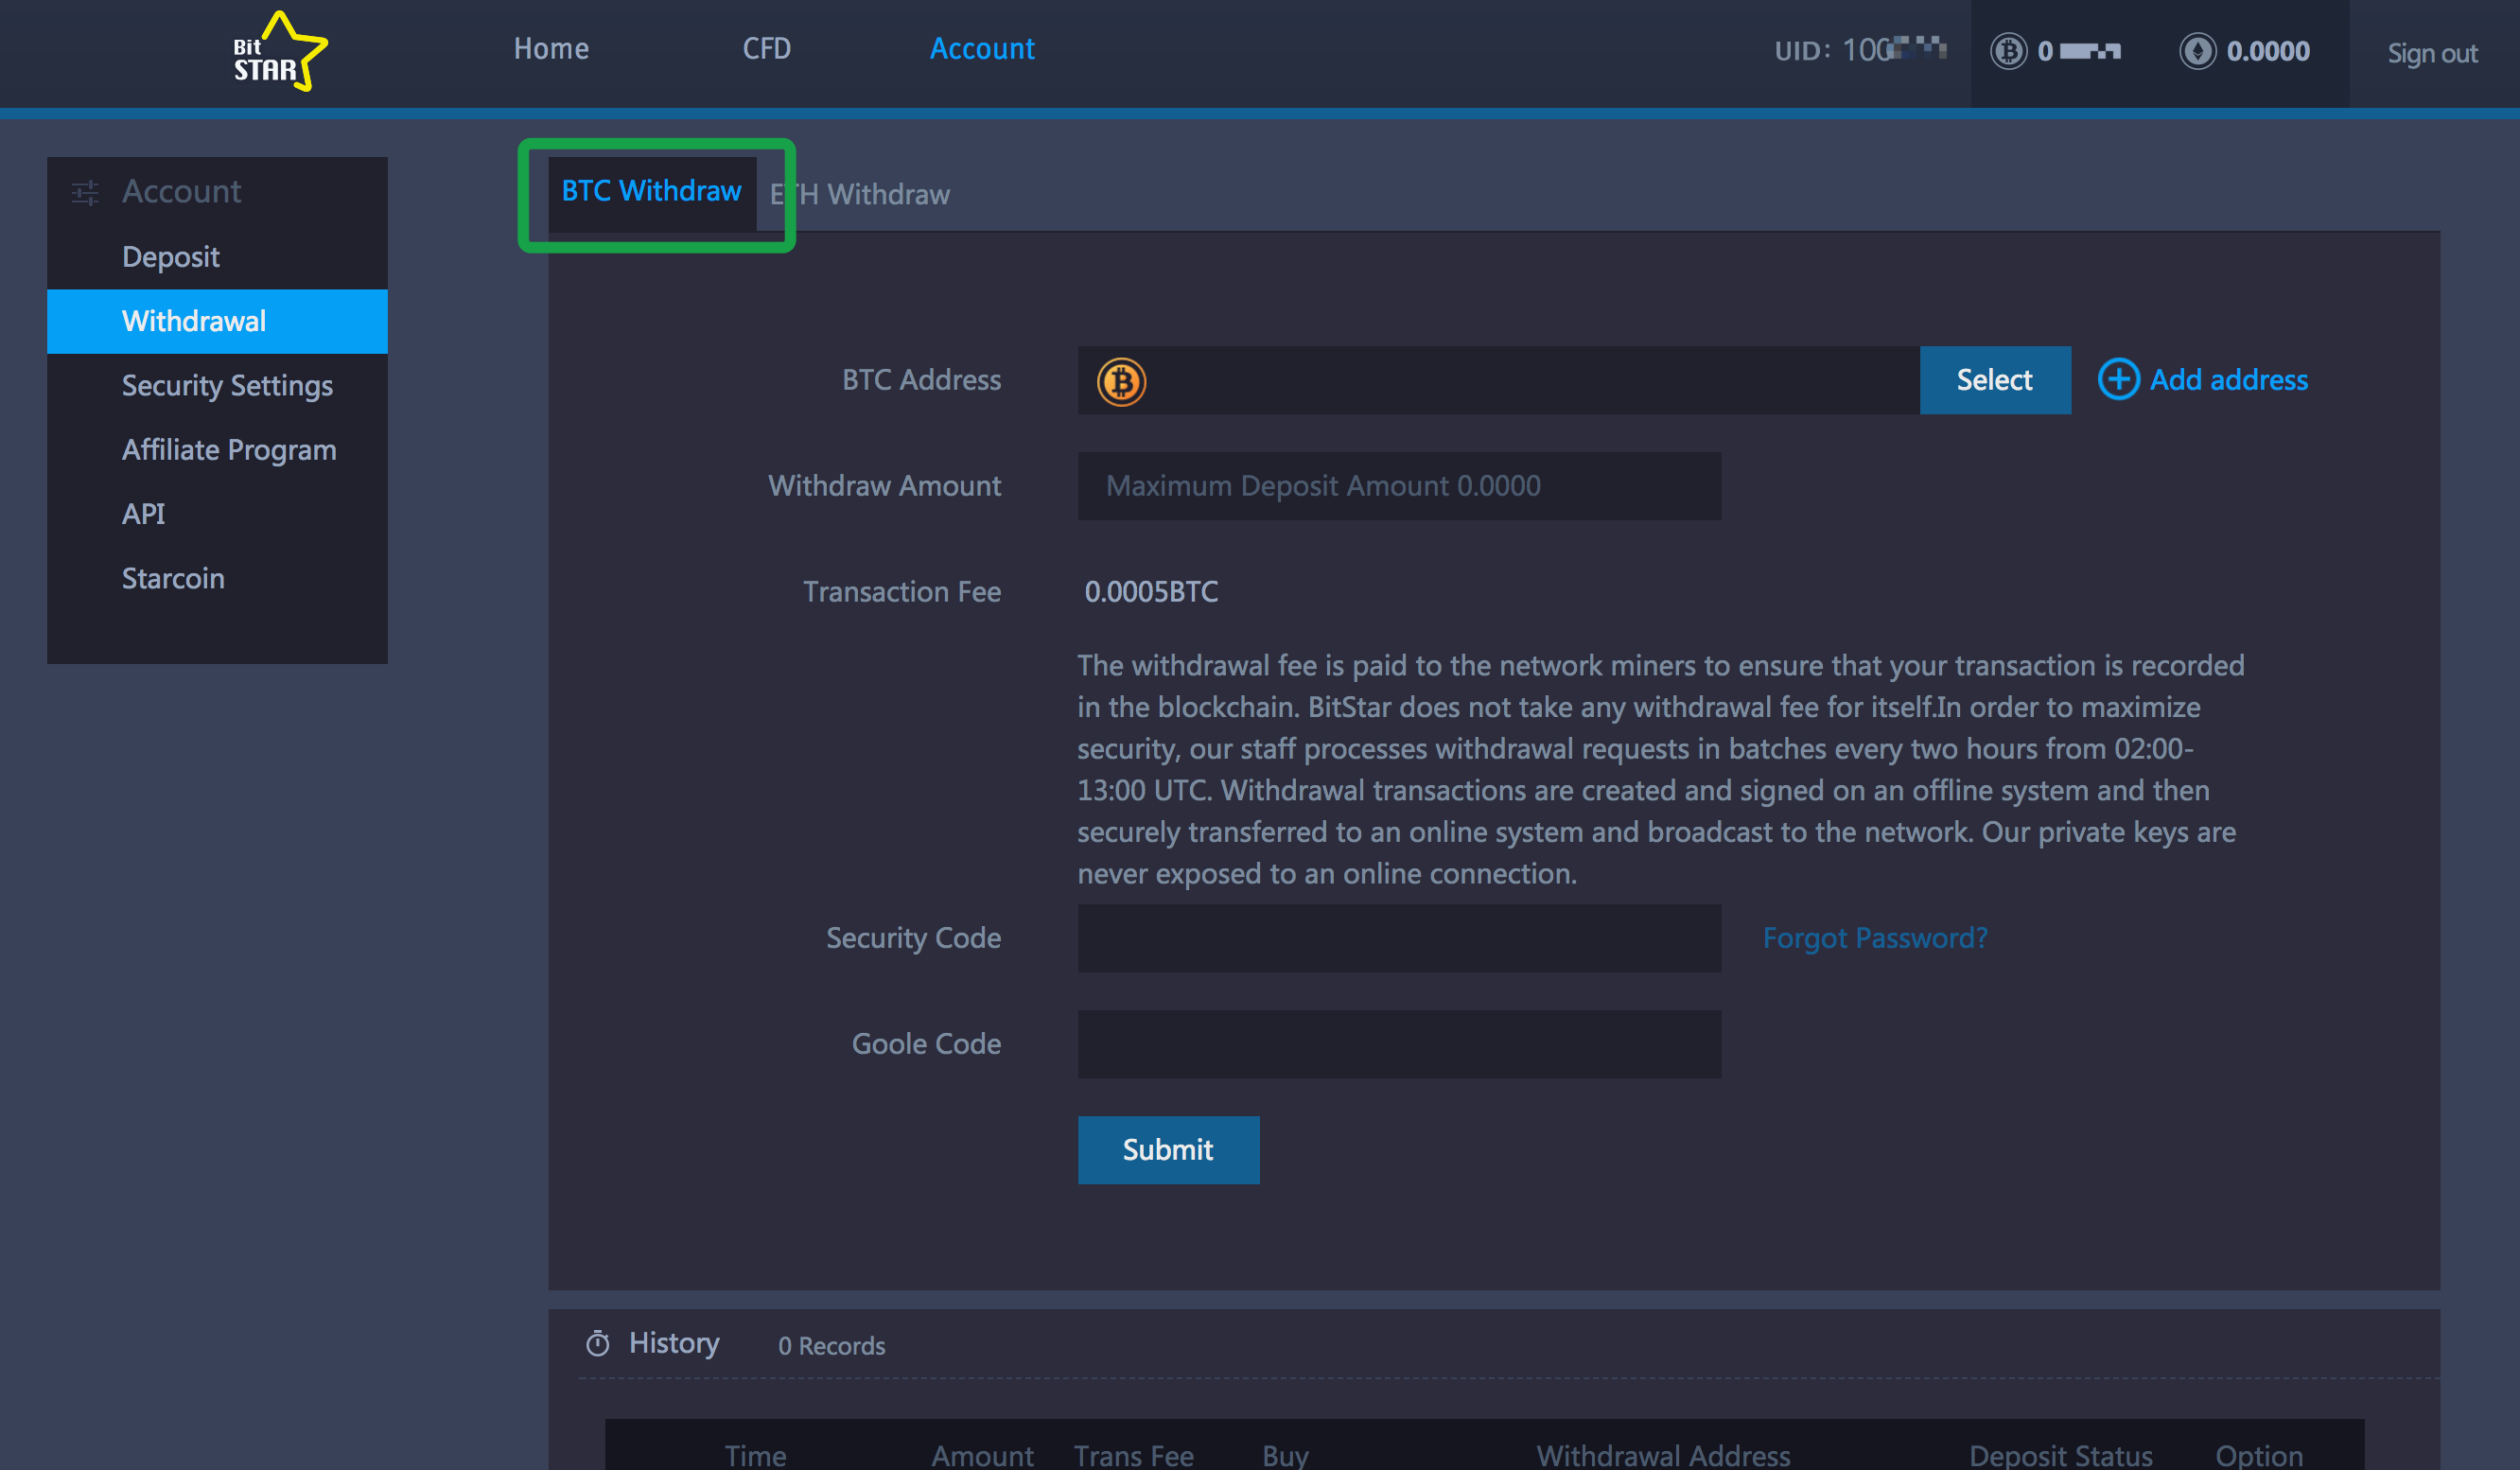 Bit
STAR
Home
CFD
Account
UID: 100
0
0.0000
Sign out
Account
Deposit
Withdrawal
Security Settings
Affiliate Program
API
Starcoin
BTC Withdraw
ETH Withdraw
BTC Address
Select
Add address
Withdraw Amount
Maximum Deposit Amount 0.0000
Transaction Fee
0.0005BTC
The withdrawal fee is paid to the network miners to ensure that your transaction is recorded
in the blockchain. BitStar does not take any withdrawal fee for itself.In order to maximize
security, our staff processes withdrawal requests in batches every two hours from 02:00-
13:00 UTC. Withdrawal transactions are created and signed on an offline system and then
securely transferred to an online system and broadcast to the network. Our private keys are
never exposed to an online connection.
Security Code
Forgot Password?
Goole Code
Submit
History
0 Records
Time
Amount
Trans Fee
Buy
Withdrawal Address
Deposit Status
Option